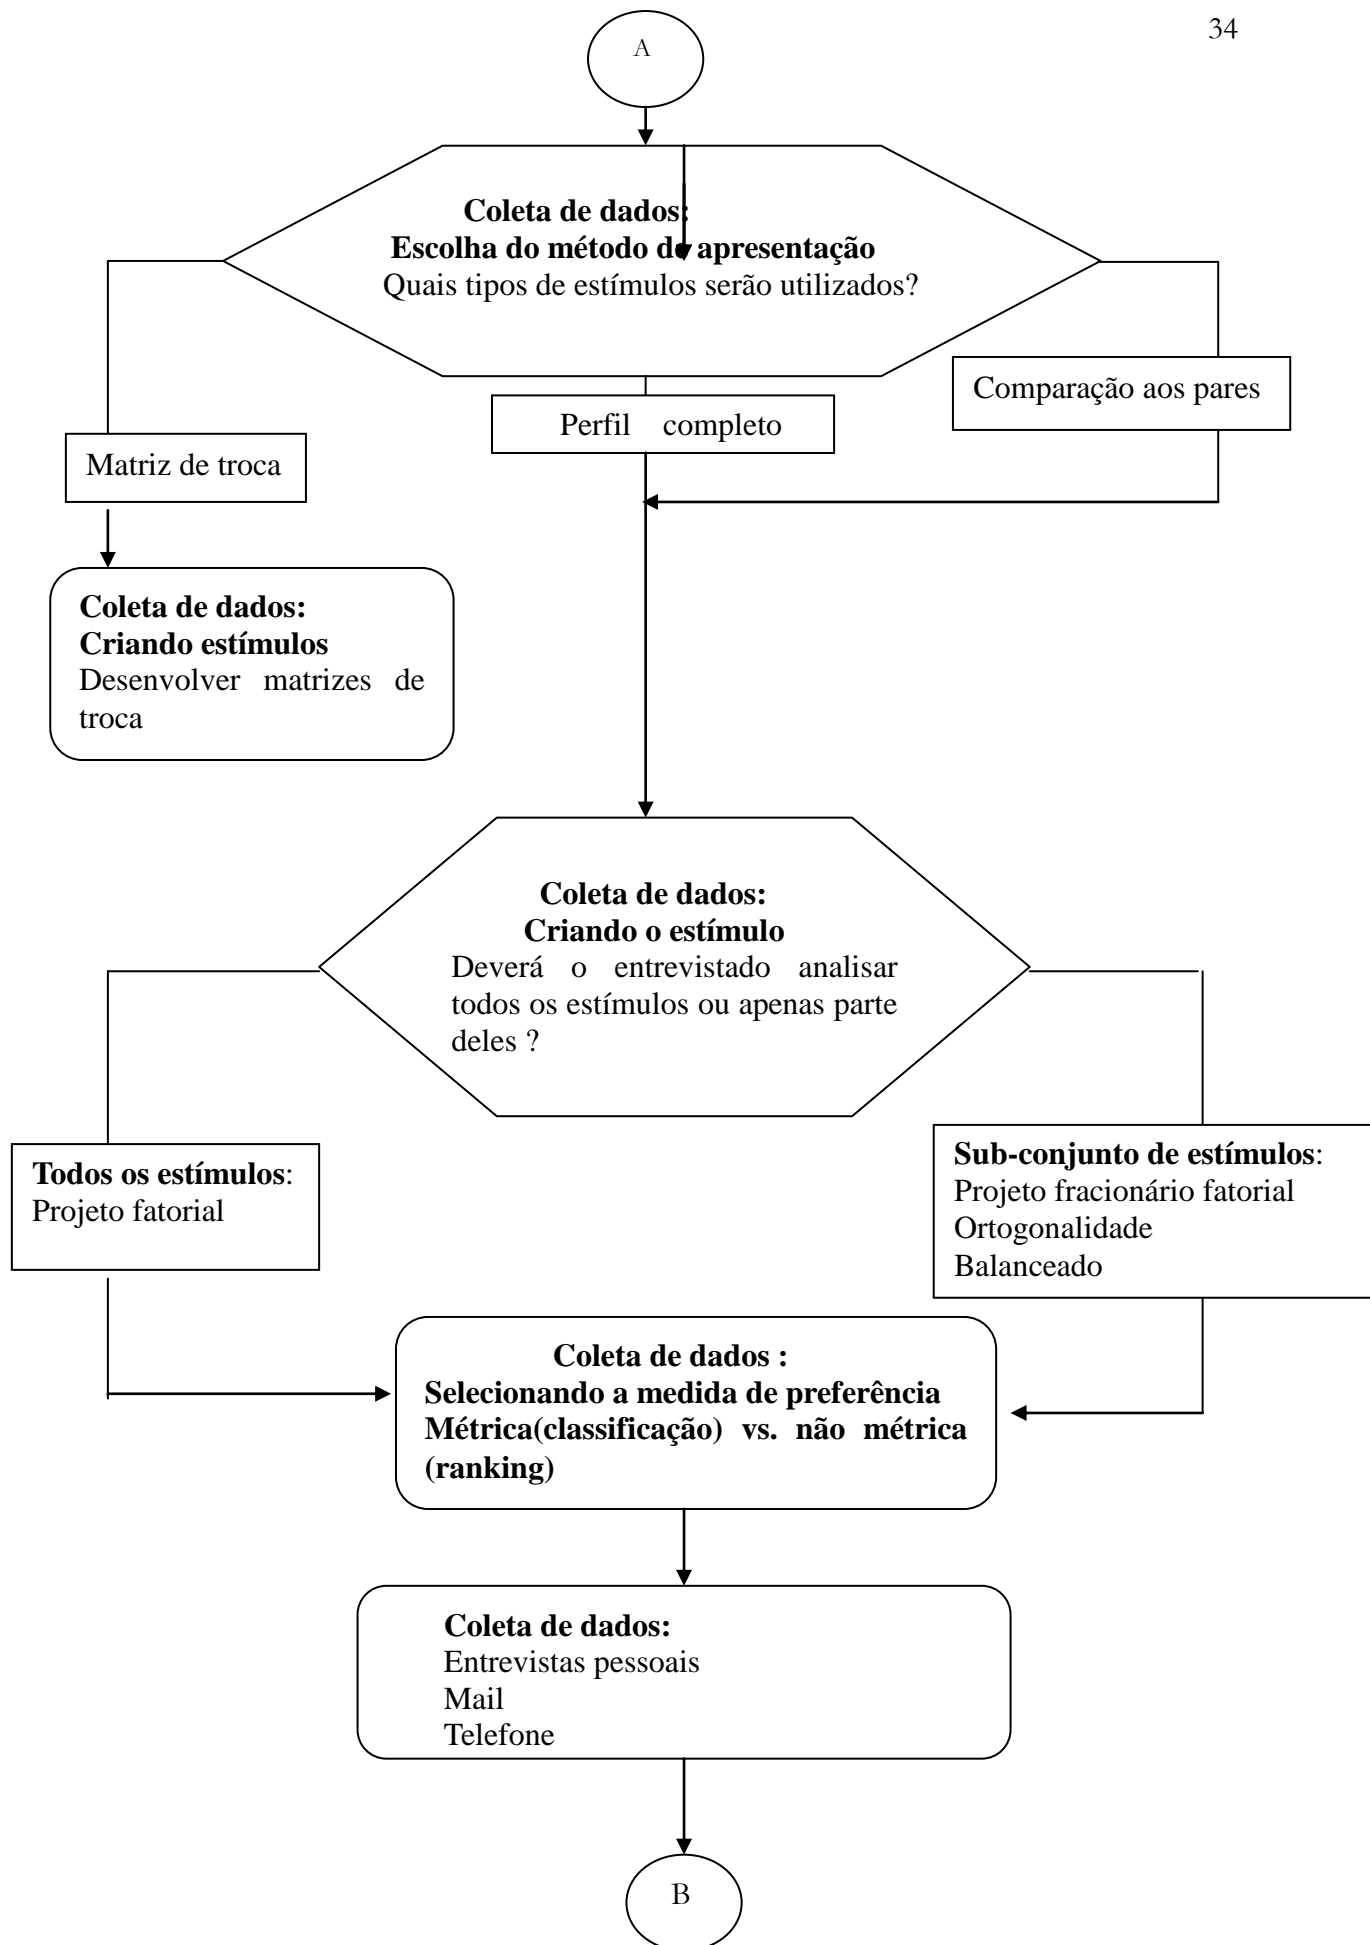 34
A
Coleta de dados:
Escolha do método de apresentação
Quais tipos de estímulos serão utilizados?
Comparação aos pares
Perfil completo
Matriz de troca
Coleta de dados:
Criando estímulos
Desenvolver matrizes de
troca
Coleta de dados:
Criando o estímulo
Deverá o entrevistado analisar
todos os estímulos ou apenas parte
deles ?
Todos os estímulos:
Projeto fatorial
Sub-conjunto de estímulos:
Projeto fracionário fatorial
Ortogonalidade
Balanceado
Coleta de dados :
Selecionando a medida de preferência
Métrica(classificação) vs. não métrica
(ranking)
Coleta de dados:
Entrevistas pessoais
Mail
Telefone
B